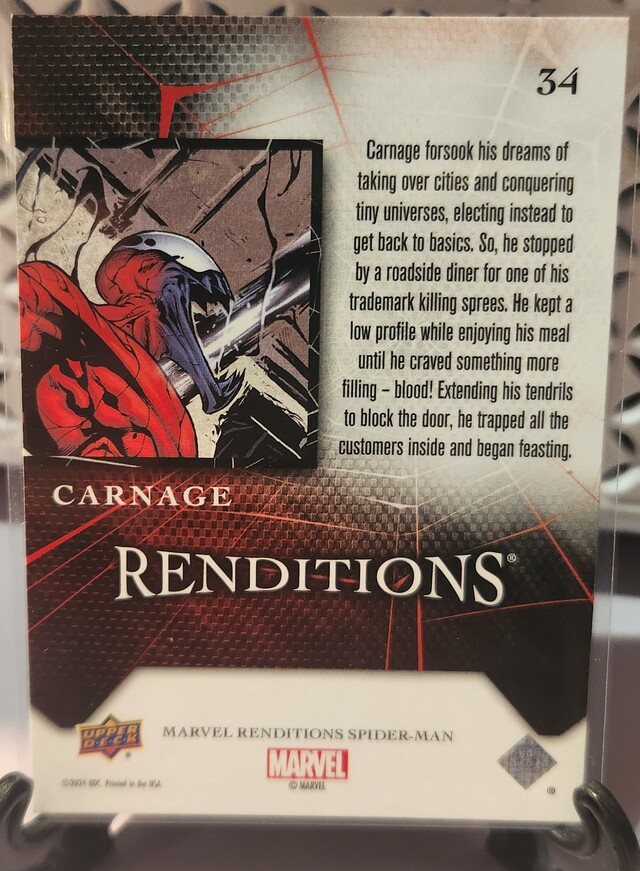 34
Carnage forsook his dreams of
taking over cities and conquering
tiny universes, electing instead to
get back to basics. So, he stopped
by a roadside diner for one of his
trademark killing sprees. He kept a
low profile while enjoying his meal
until he craved something more
filling – blood! Extending his tendrils
to block the door, he trapped all the
customers inside and began feasting.
CARNAGE
RENDITIONS®
UPPER
DECK
®
MARVEL RENDITIONS SPIDER-MAN
MARVEL
© MARVEL
©2024 UDC. Printed in the USA
®